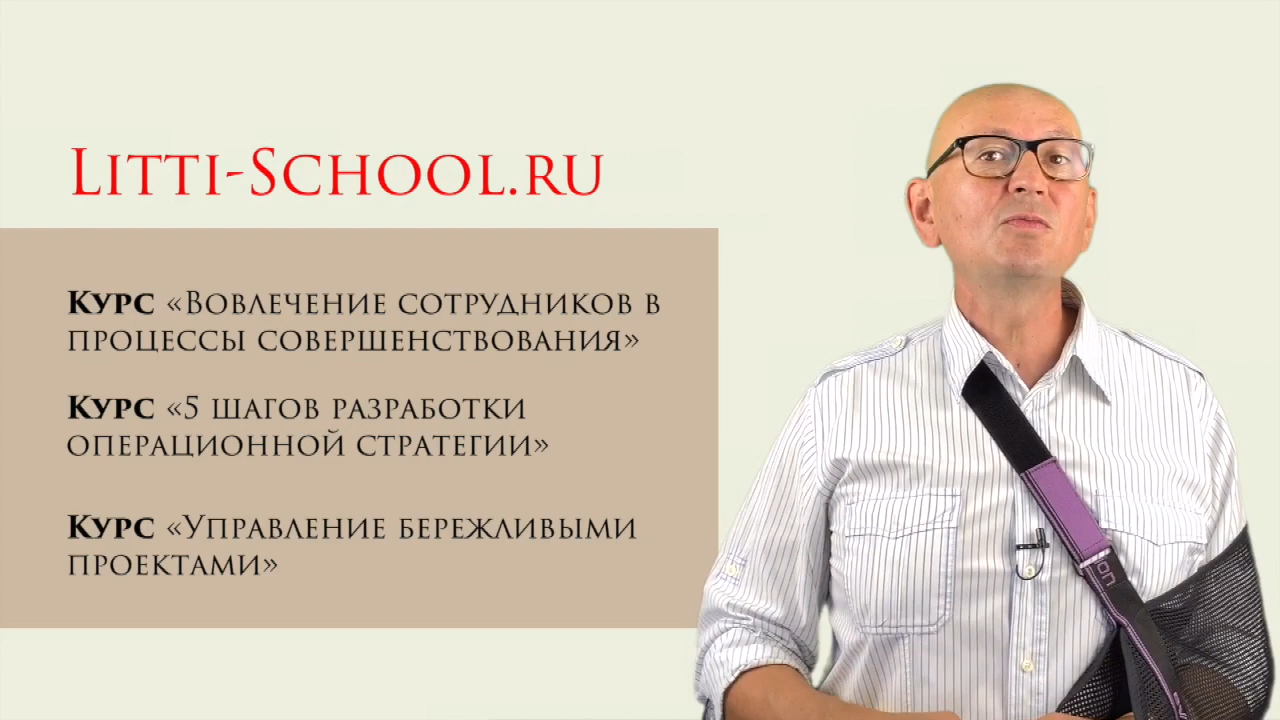 Litti-School.ru
Курс «Вовлечение сотрудников в
процессы совершенствования»
Курс «5 шагов разработки
операционной стратегии»
Курс «Управление бережливыми
проектами»